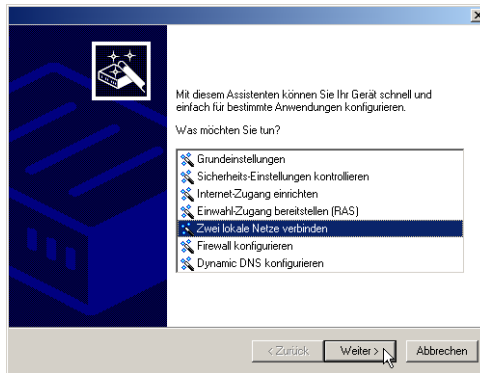 Mit diesem Assistenten können Sie Ihr Gerät schnell und
einfach für bestimmte Anwendungen konfigurieren.
Was möchten Sie tun?
Grundeinstellungen
Sicherheits-Einstellungen kontrollieren
Internet-Zugang einrichten
Einwahl-Zugang bereitstellen (RAS)
Zwei lokale Netze verbinden
Firewall konfigurieren
Dynamic DNS konfigurieren
< Zurück Weiter > Abbrechen